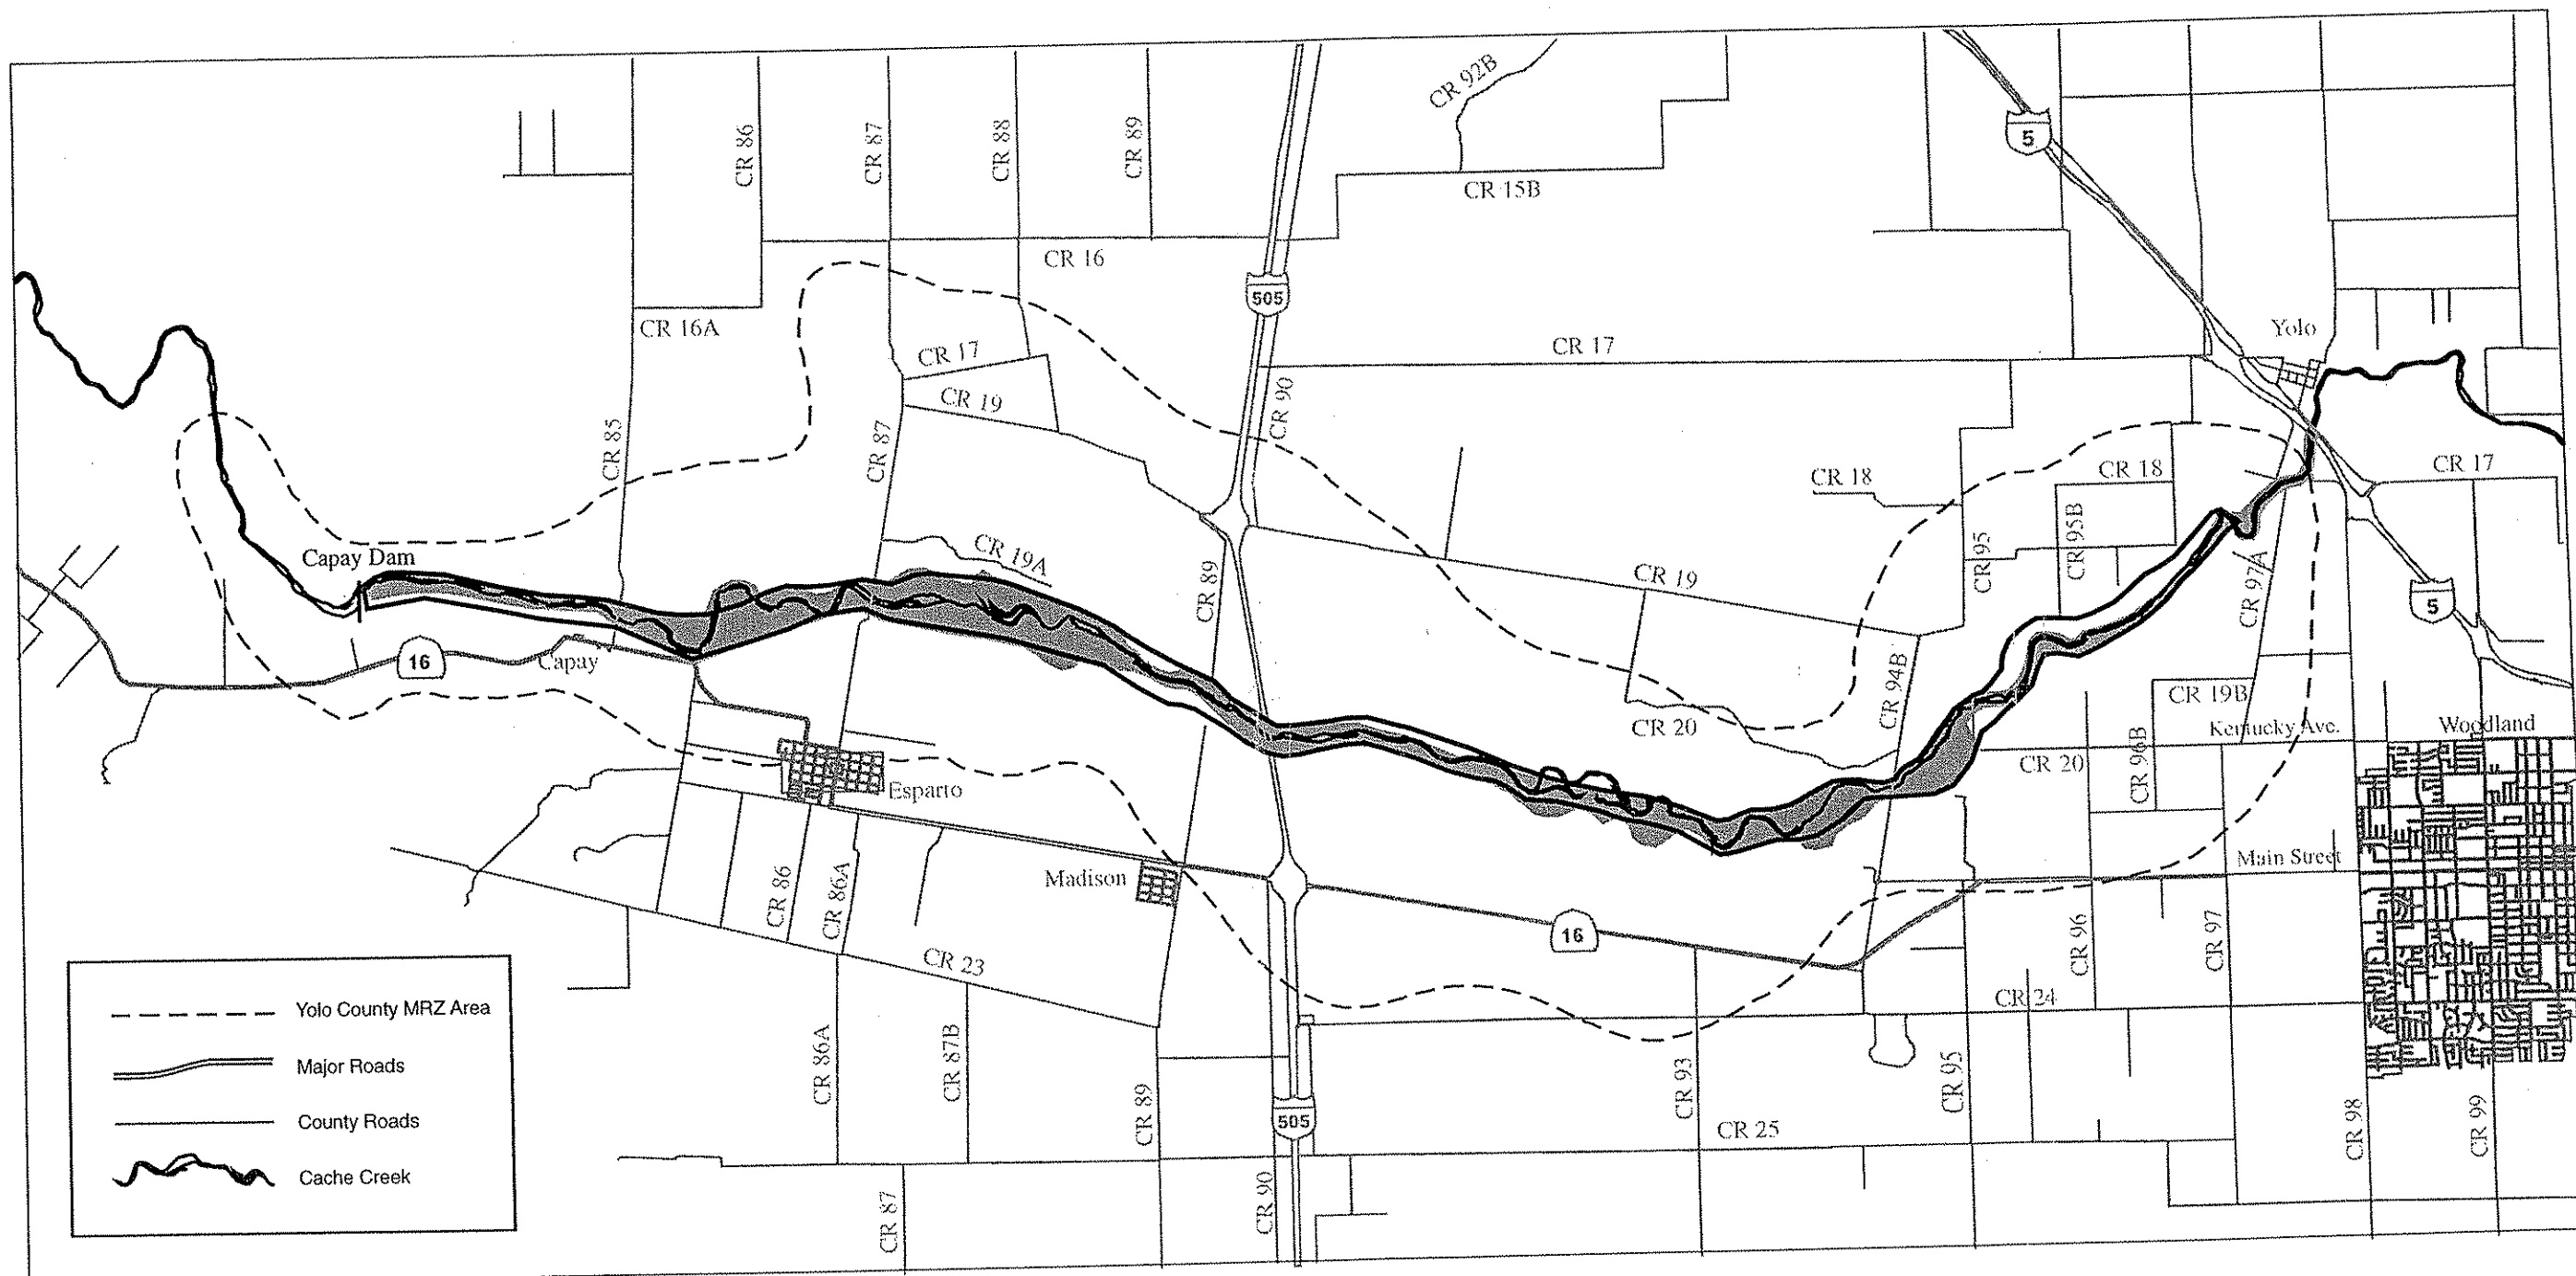 CR 92B
5
CR 86
CR 87
CR 88
CR 89
CR 15B
CR 16
505
CR 16A
Yolo
CR 17
CR 17
CR 19
CR 90
CR 85
CR 87
CR 18
CR 18
CR 17
CR 95
CR 95B
Capay Dam
CR 19A
CR 89
CR 19
CR 97A
5
16
Capay
CR 94B
CR 19B
CR 20
Kentucky Ave.
Woodland
CR 20
CR 96B
Esparto
Main Street
Madison
CR 86
CR 86A
16
CR 96
CR 97
CR 23
CR 24
Yolo County MRZ Area
Major Roads
County Roads
Cache Creek
CR 86A
CR 87B
CR 89
505
CR 93
CR 95
CR 25
CR 98
CR 99
CR 87
CR 90